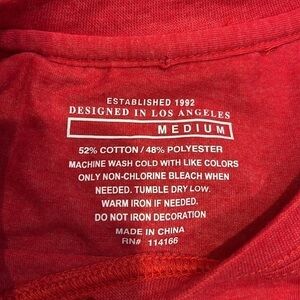 ESTABLISHED 1992
DESIGNED IN LOS ANGELES
MEDIUM
52% COTTON / 48% POLYESTER
MACHINE WASH COLD WITH LIKE COLORS
ONLY NON-CHLORINE BLEACH WHEN
NEEDED. TUMBLE DRY LOW.
WARM IRON IF NEEDED.
DO NOT IRON DECORATION
MADE IN CHINA
RN# 114166